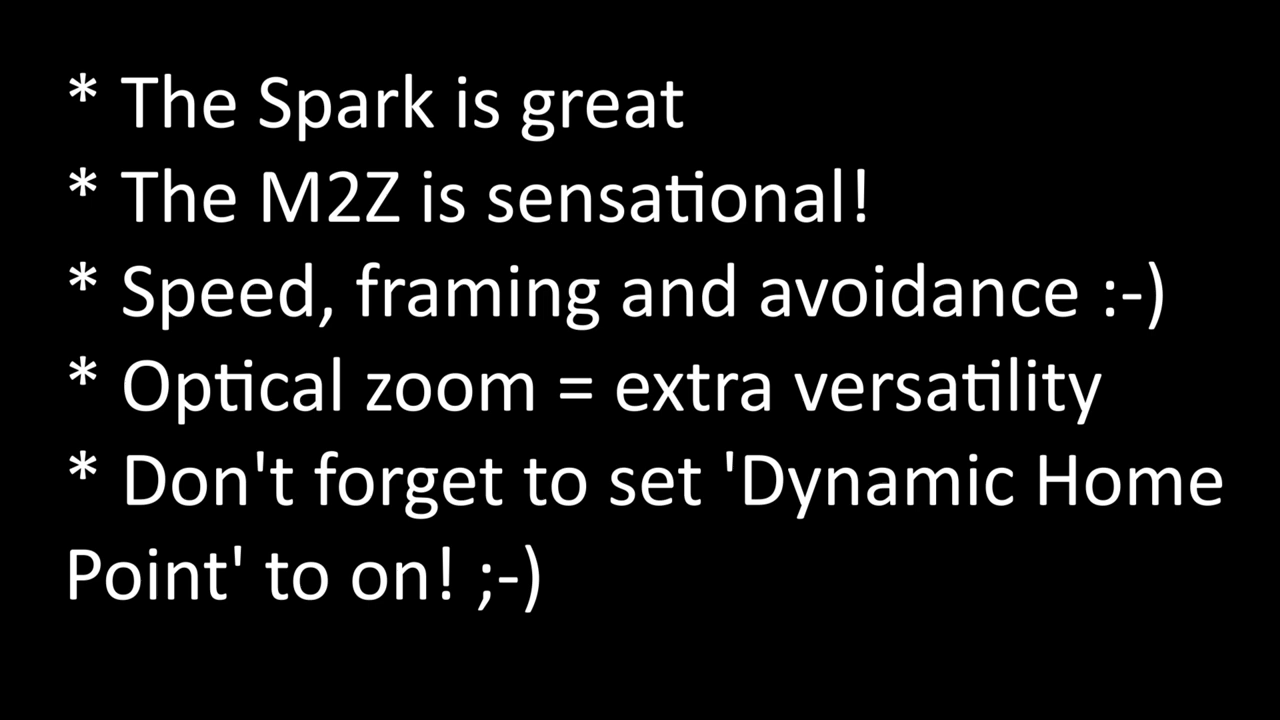 * The Spark is great
* The M2Z is sensational!
* Speed, framing and avoidance :-)
* Optical zoom = extra versatility
* Don't forget to set 'Dynamic Home
Point' to on! ;-)